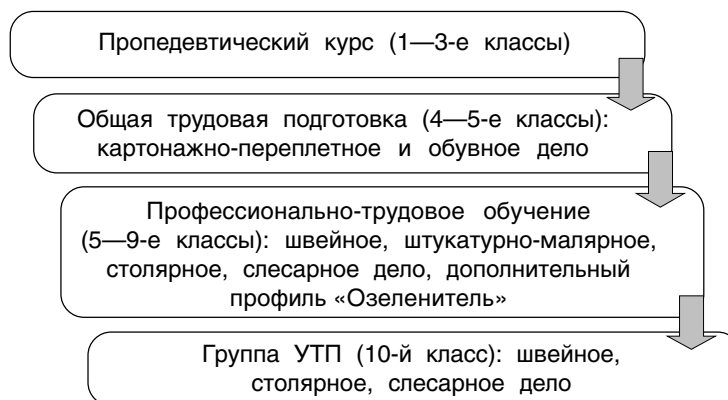 Пропедевтический курс (1—3-е классы)
Общая трудовая подготовка (4—5-е классы):
картонажно-переплетное и обувное дело
Профессионально-трудовое обучение
(5—9-е классы): швейное, штукатурно-малярное,
столярное, слесарное дело, дополнительный
профиль «Озеленитель»
Группа УТП (10-й класс): швейное,
столярное, слесарное дело